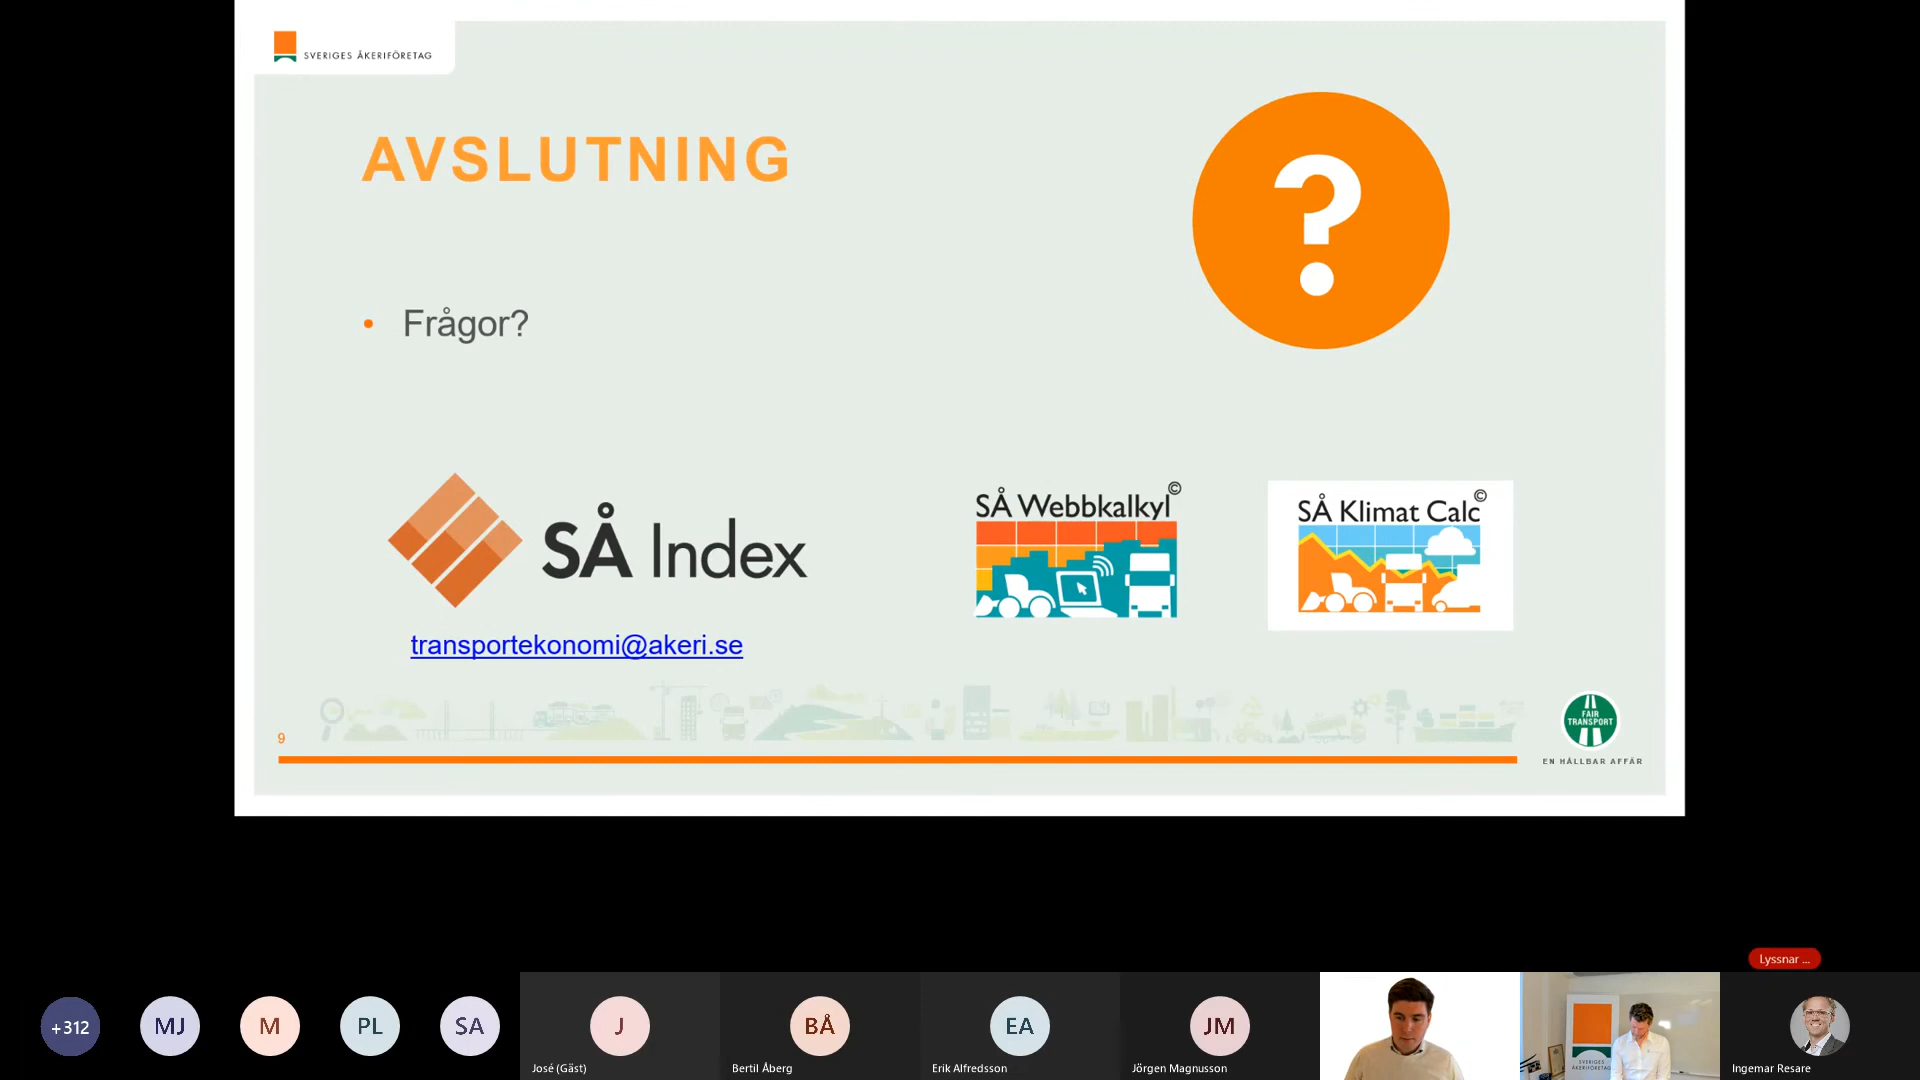 SVERIGES ÅKERIFÖRETAG
AVSLUTNING
?
• Frågor?
SÅ Index
SÅ Webbkalkyl©
SÅ Klimat Calc©
transportekonomi@akeri.se
FAIR
TRANSPORT
9
EN HÅLLBAR AFFÄR
Lyssnar ...
+312
MJ
M
PL
SA
J
BÅ
EA
JM
SVERIGES
ÅKERIFÖRETAG
José (Gäst)
Bertil Åberg
Erik Alfredsson
Jörgen Magnusson
Ingemar Resare